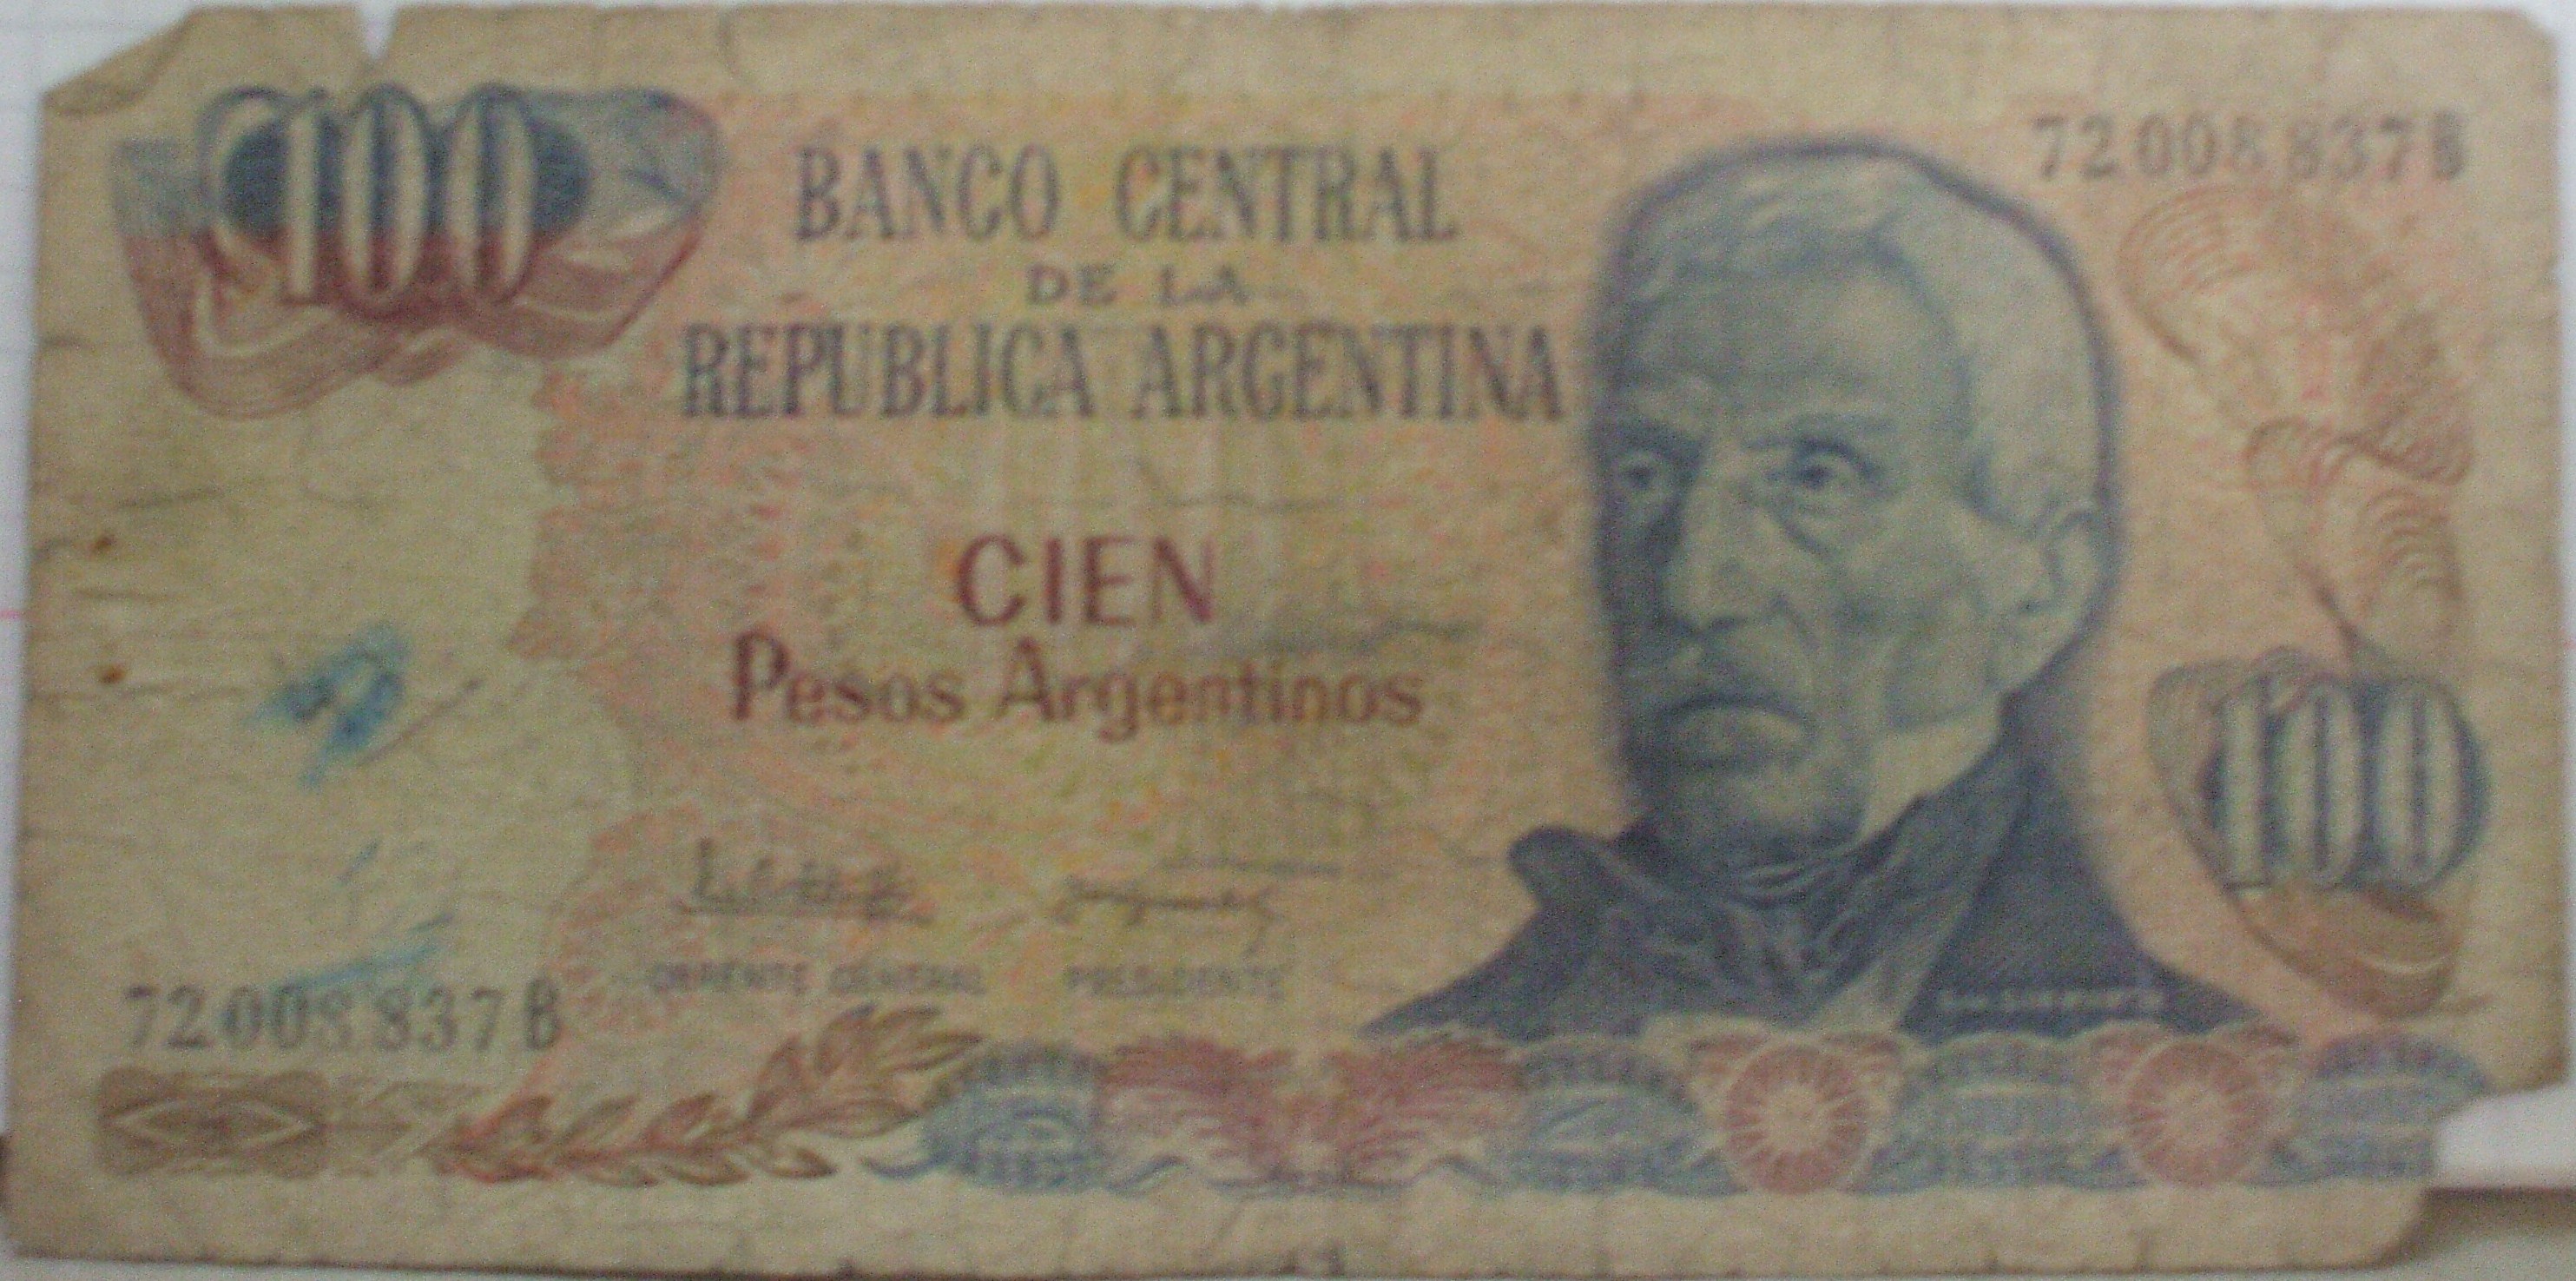 100
72008837B
BANCO CENTRAL
DE LA
REPUBLICA ARGENTINA
CIEN
Pesos Argentinos
100
GERENTE GENERAL PRESIDENTE
72008837B